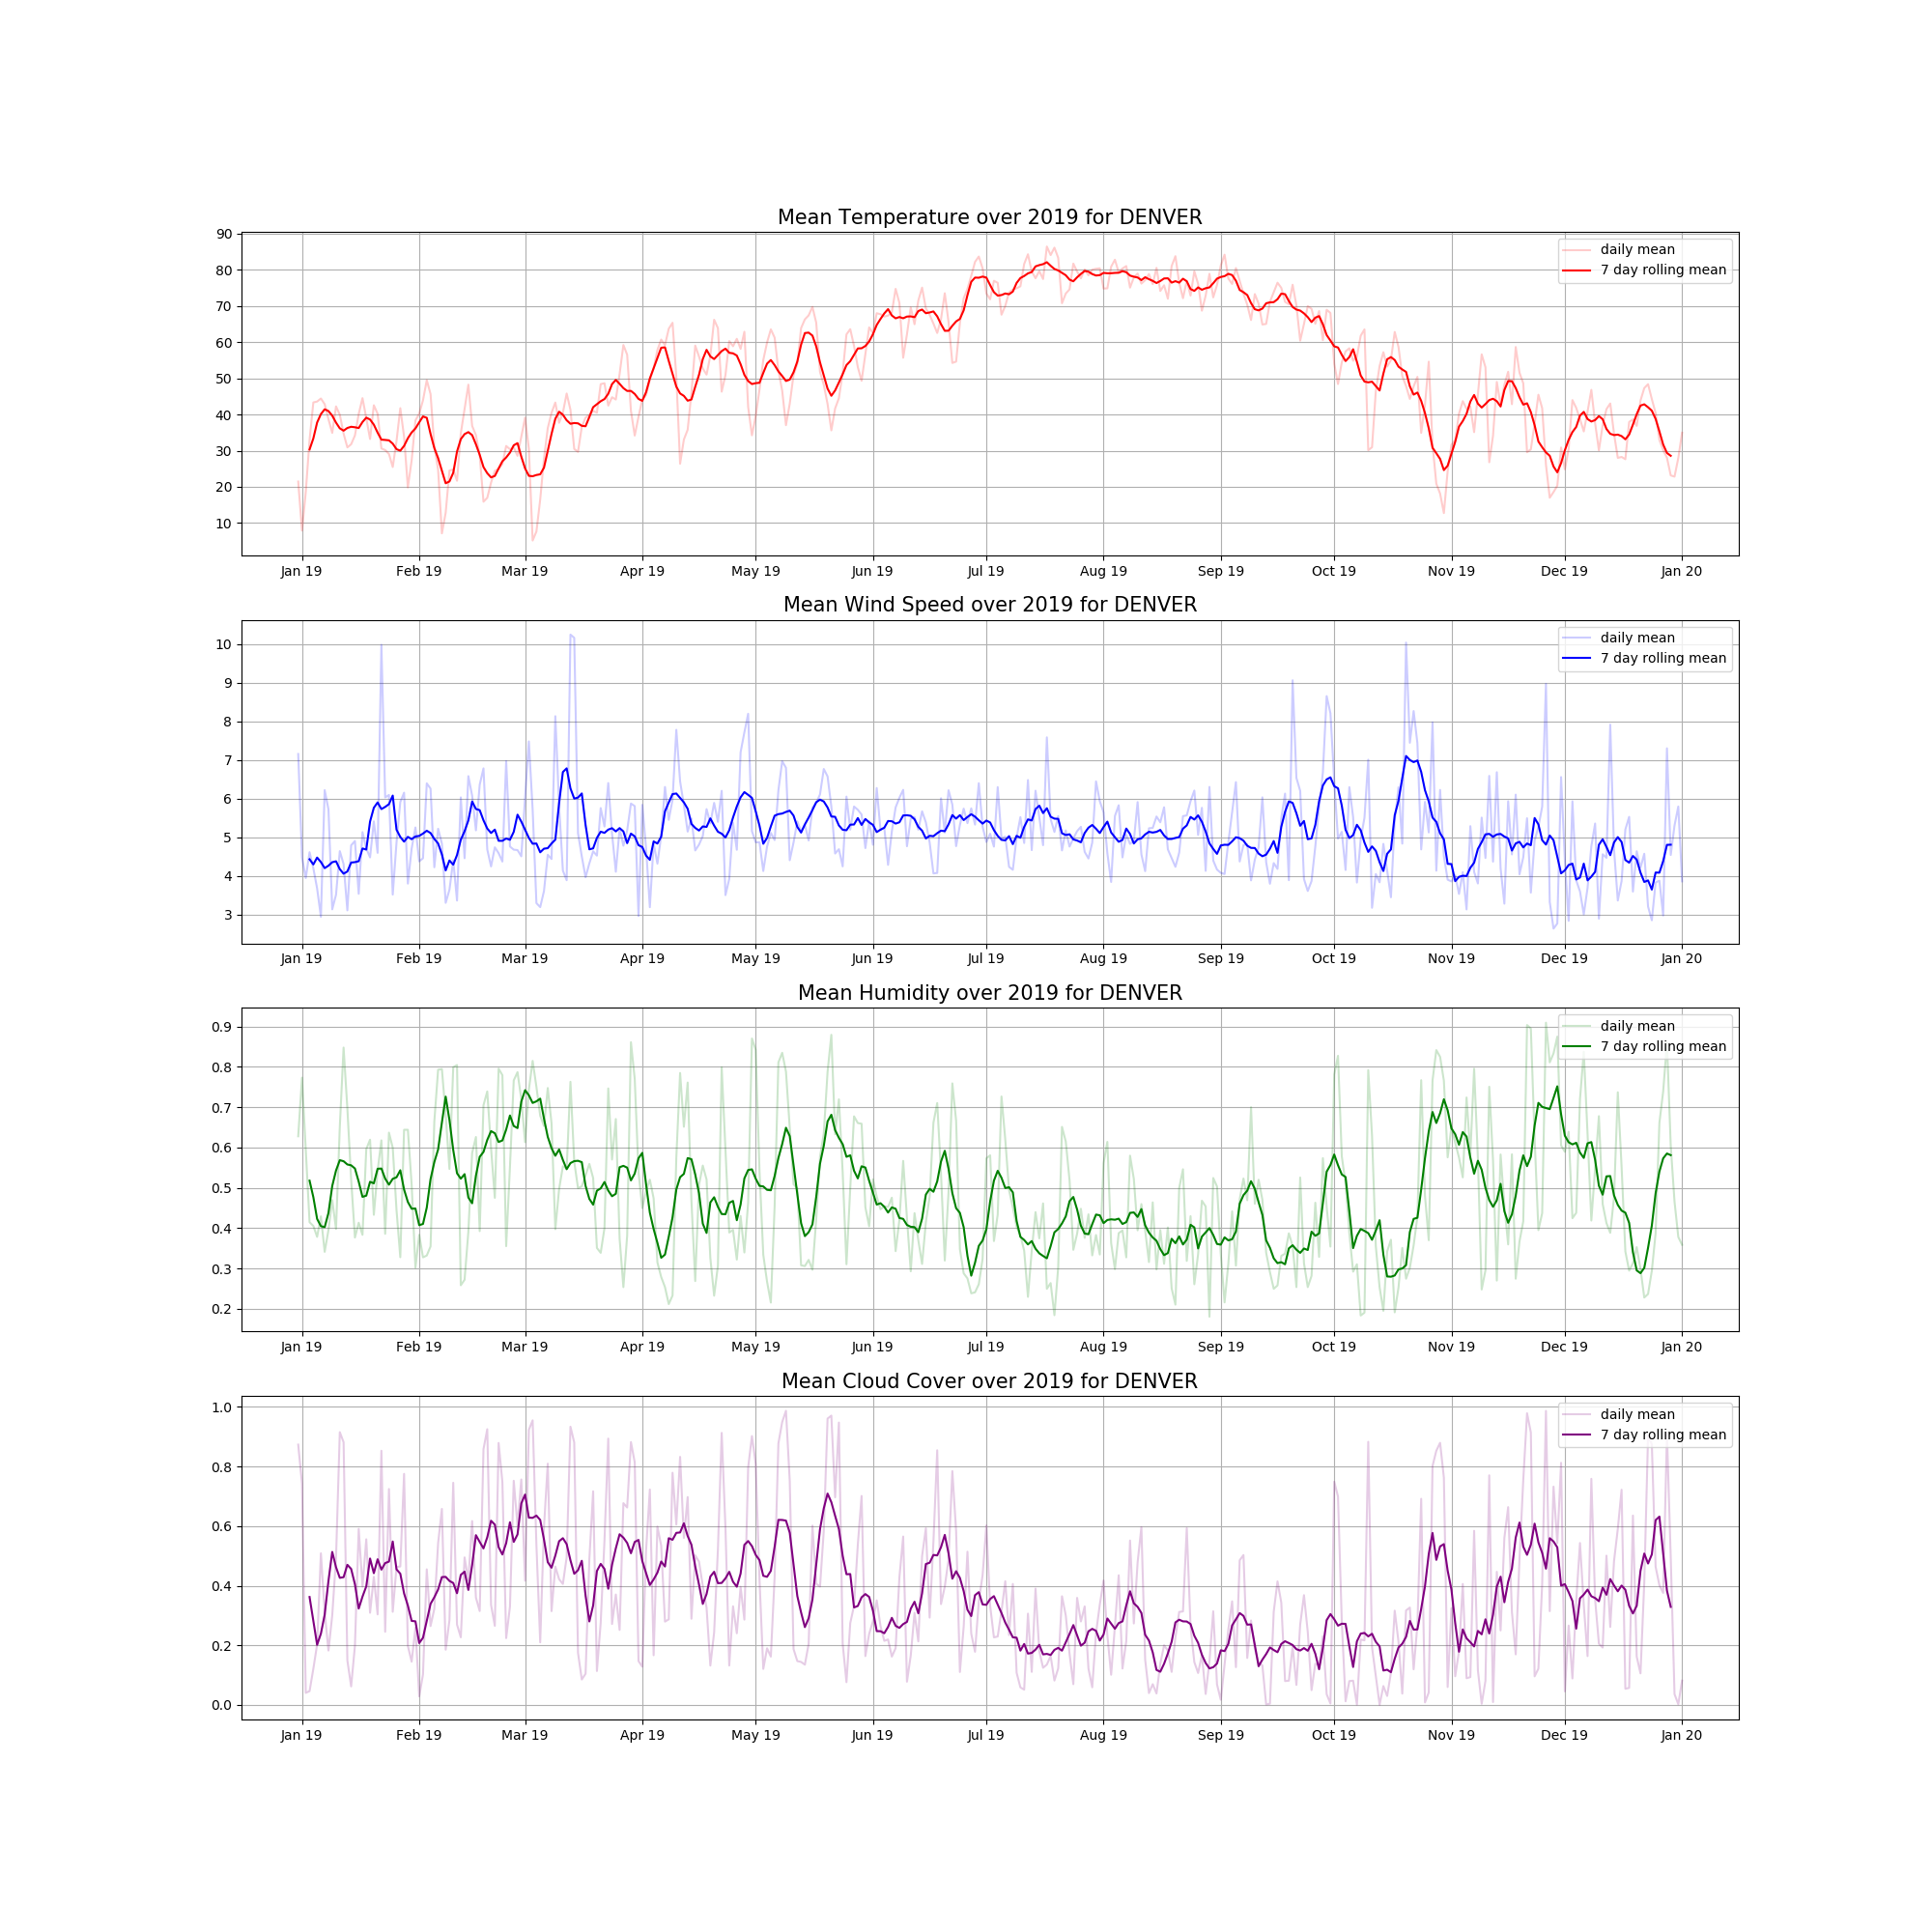 Mean Temperature over 2019 for DENVER
daily mean
7 day rolling mean
90
80
70
60
50
40
30
20
10
Jan 19 Feb 19 Mar 19 Apr 19 May 19 Jun 19 Jul 19 Aug 19 Sep 19 Oct 19 Nov 19 Dec 19 Jan 20
Mean Wind Speed over 2019 for DENVER
daily mean
7 day rolling mean
10
9
8
7
6
5
4
3
Jan 19 Feb 19 Mar 19 Apr 19 May 19 Jun 19 Jul 19 Aug 19 Sep 19 Oct 19 Nov 19 Dec 19 Jan 20
Mean Humidity over 2019 for DENVER
daily mean
7 day rolling mean
0.9
0.8
0.7
0.6
0.5
0.4
0.3
0.2
Jan 19 Feb 19 Mar 19 Apr 19 May 19 Jun 19 Jul 19 Aug 19 Sep 19 Oct 19 Nov 19 Dec 19 Jan 20
Mean Cloud Cover over 2019 for DENVER
daily mean
7 day rolling mean
1.0
0.8
0.6
0.4
0.2
0.0
Jan 19 Feb 19 Mar 19 Apr 19 May 19 Jun 19 Jul 19 Aug 19 Sep 19 Oct 19 Nov 19 Dec 19 Jan 20